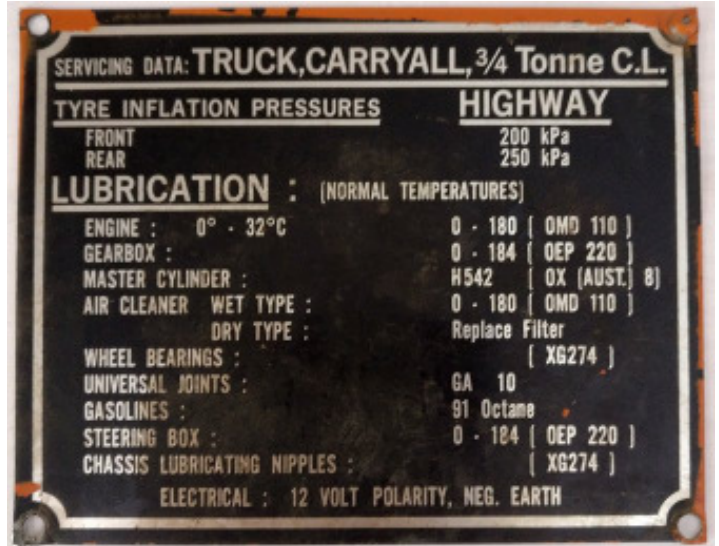 SERVICING DATA: TRUCK, CARRYALL, 3/4 Tonne C.L.
TYRE INFLATION PRESSURES HIGHWAY
FRONT 200 kPa
REAR 250 kPa
LUBRICATION : (NORMAL TEMPERATURES)
ENGINE : 0° - 32°C 0 - 180 ( OMD 110 )
GEARBOX : 0 - 184 ( OEP 220 )
MASTER CYLINDER : H542 ( OX (AUST.) 8)
AIR CLEANER WET TYPE : 0 - 180 ( OMD 110 )
DRY TYPE : Replace Filter
WHEEL BEARINGS : ( XG274 )
UNIVERSAL JOINTS : GA 10
GASOLINES : 91 Octane
STEERING BOX : 0 - 184 ( OEP 220 )
CHASSIS LUBRICATING NIPPLES : ( XG274 )
ELECTRICAL : 12 VOLT POLARITY, NEG. EARTH